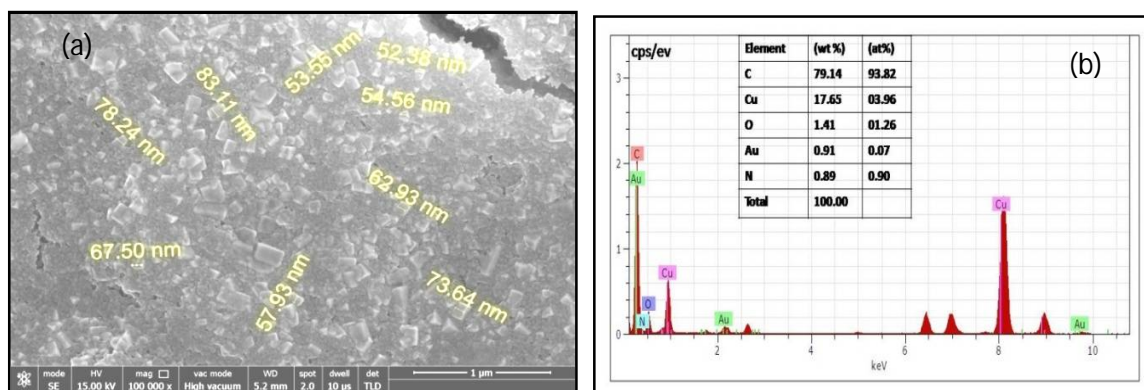 (a)
52.38 nm
53.55 nm
54.56 nm
83.11 nm
78.24 nm
62.93 nm
67.50 nm
57.93 nm
73.64 nm
mode HV mag □ vac mode WD spot dwell det
SE 15.00 kV 100 000 x High vacuum 5.2 mm 2.0 10 µs TLD
1 µm
(b)
cps/ev
Element (wt %) (at%)
C 79.14 93.82
Cu 17.65 03.96
O 1.41 01.26
Au 0.91 0.07
N 0.89 0.90
Total 100.00
3
2
1
0
C
Au
Cu
O
N
Au
Cu
Au
2 4 6 8 10
keV